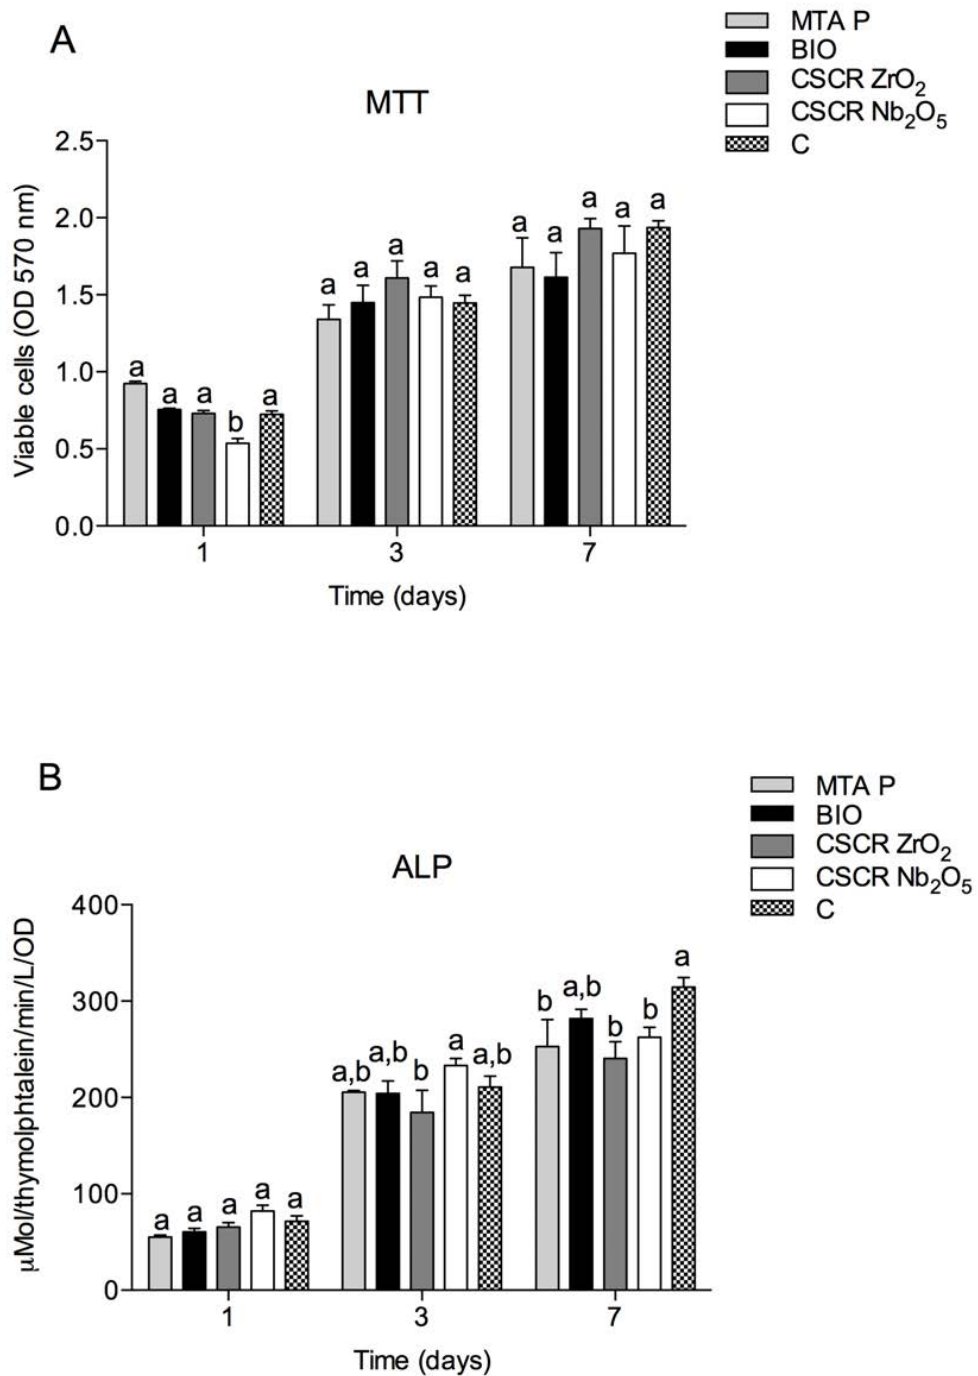 A
MTA P
BIO
CSCR ZrO₂
CSCR Nb₂O₅
C
MTT
Viable cells (OD 570 nm)
2.5
2.0
1.5
1.0
0.5
0.0
a a a b a
a a a a a
a a a a a
1 3 7
Time (days)
B
MTA P
BIO
CSCR ZrO₂
CSCR Nb₂O₅
C
ALP
μMol/thymolphtalein/min/L/OD
400
300
200
100
0
a a a a a
a,b a,b b a a,b
b a,b b b a
1 3 7
Time (days)